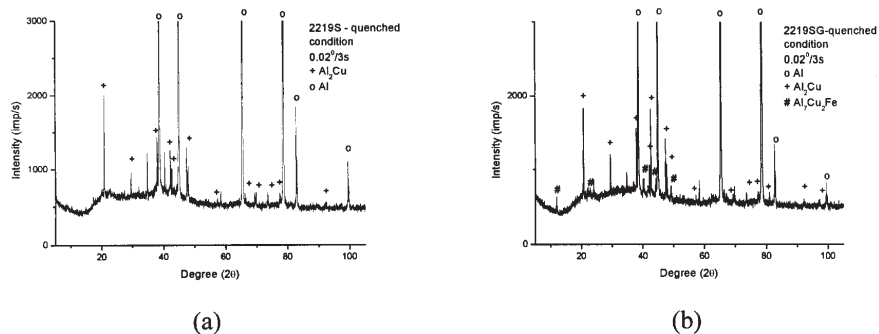 3000
2000
1000
0
20
40
60
80
100
Intensity (imp/s)
Degree (2θ)
2219S - quenched
condition
0.02⁰/3s
+ Al₂Cu
o Al
(a)
2000
0
20
40
60
80
100
Intensity (imp/s)
Degree (2θ)
2219SG-quenched
condition
0.02⁰/3s
o Al
+ Al₂Cu
# Al₇Cu₂Fe
(b)